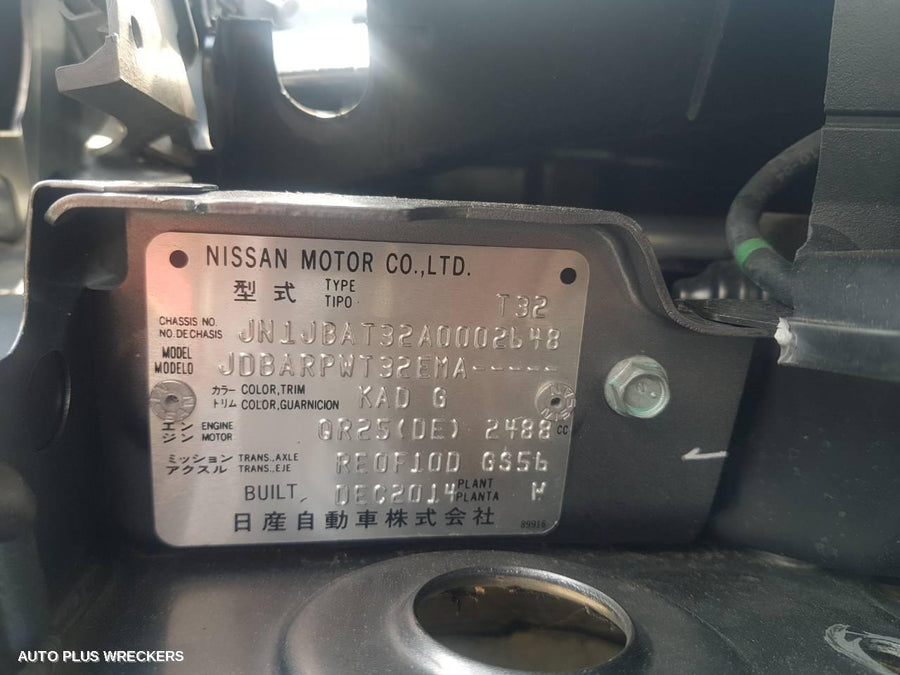 NISSAN MOTOR CO.,LTD.
型式 TYPE TIPO T32
CHASSIS NO. NO.DE CHASIS JN1JBAT32A0002648
MODEL MODELO JDBARPWT32EMA-----
カラー COLOR,TRIM トリム COLOR,GUARNICION KAD G
エンジン ENGINE MOTOR QR25(DE) 2488 CC
ミッション TRANS.,AXLE アクスル TRANS.,EJE RE0F10D GS56
BUILT. DEC2014 PLANT PLANTA W
日産自動車株式会社 89916
AUTO PLUS WRECKERS